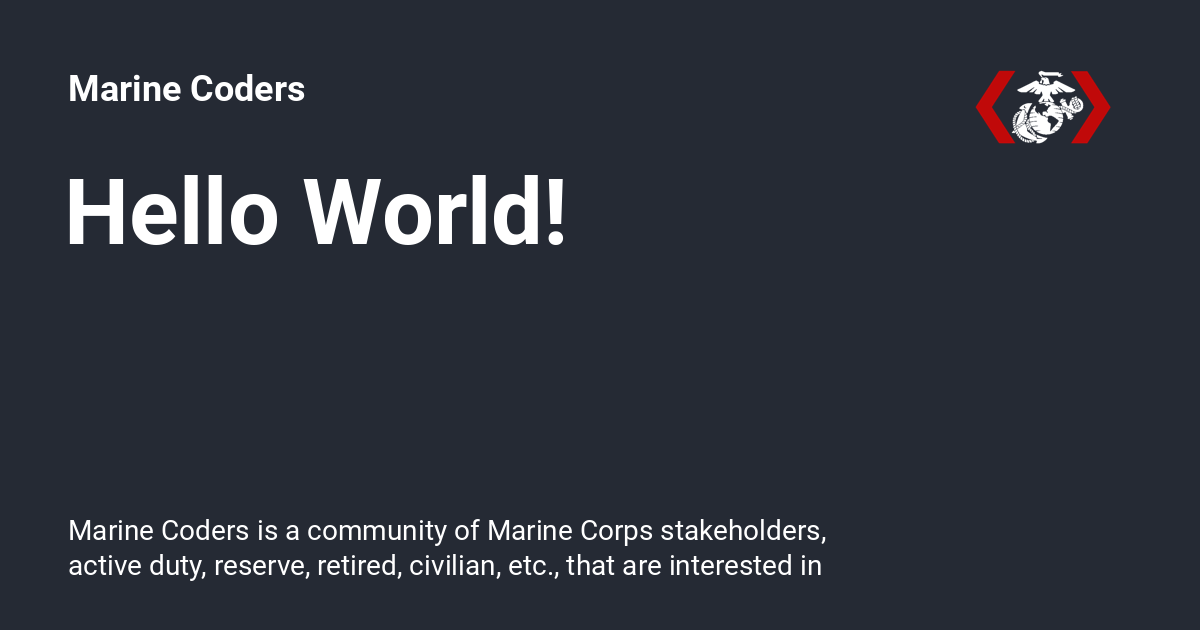 Marine Coders
Hello World!
Marine Coders is a community of Marine Corps stakeholders,
active duty, reserve, retired, civilian, etc., that are interested in